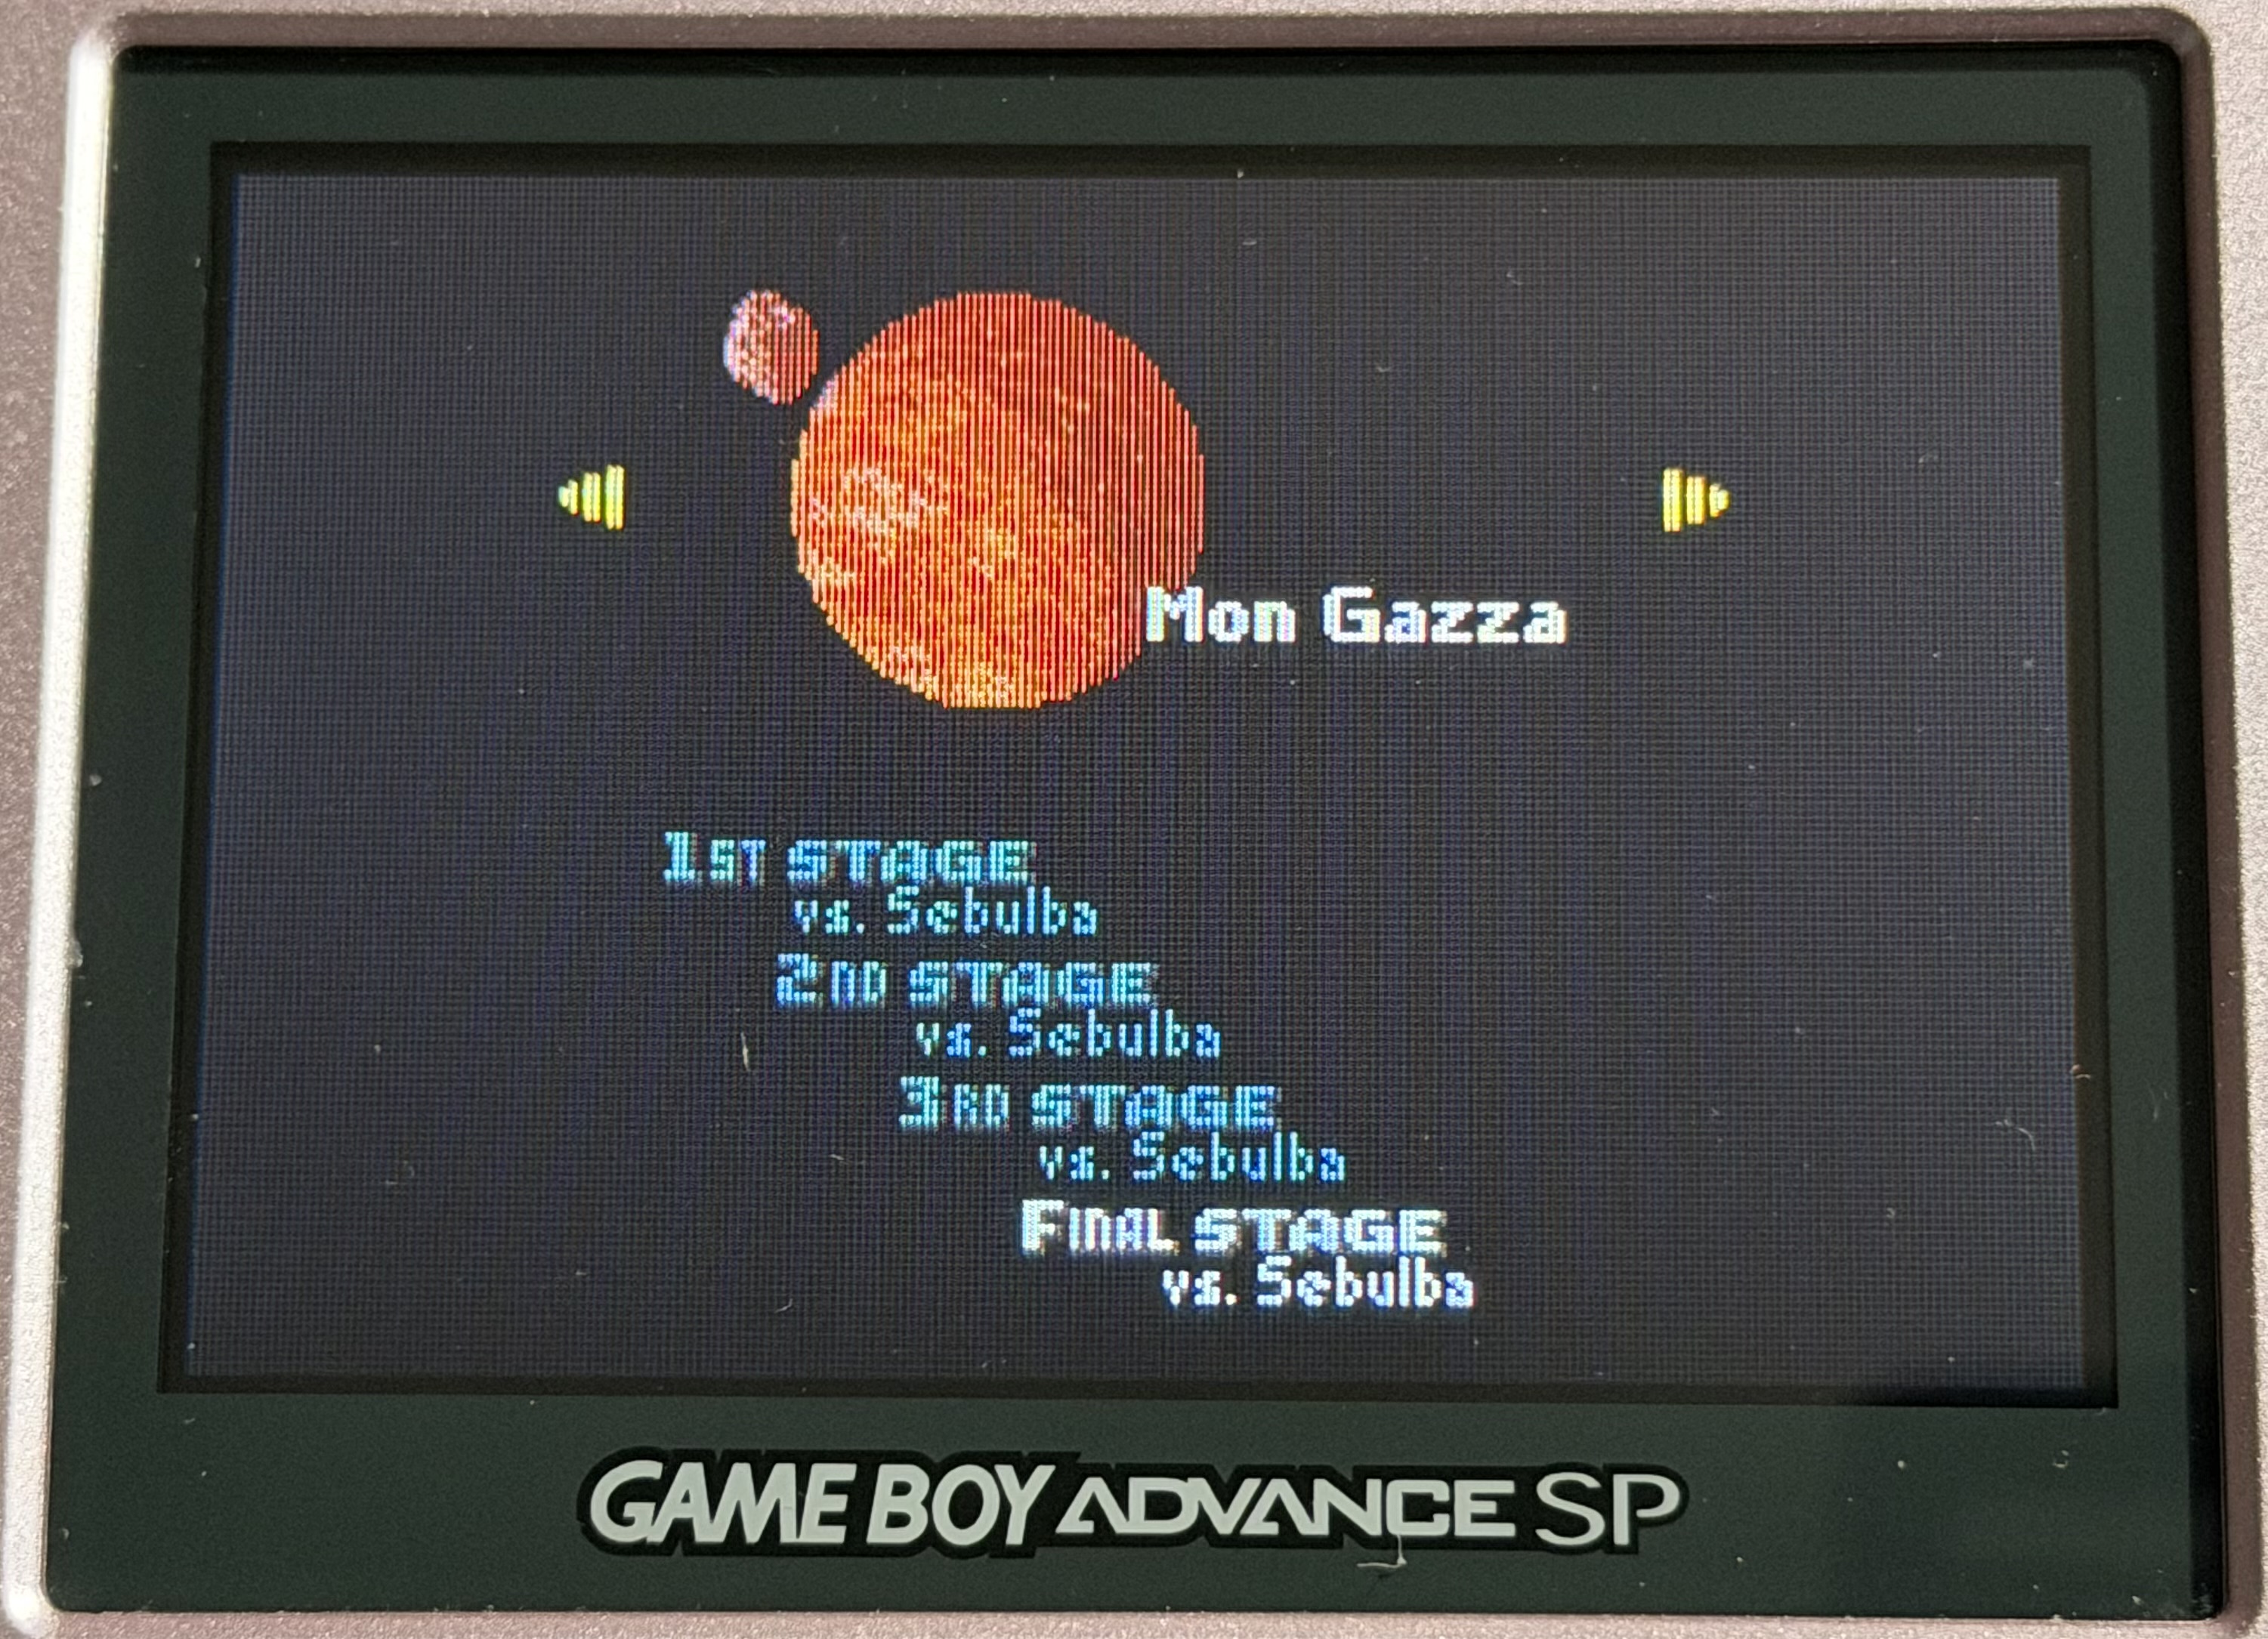 Mon Gazza
1ST STAGE
vs. Sebulba
2ND STAGE
vs. Sebulba
3RD STAGE
vs. Sebulba
FINAL STAGE
vs. Sebulba
GAME BOY ADVANCE SP